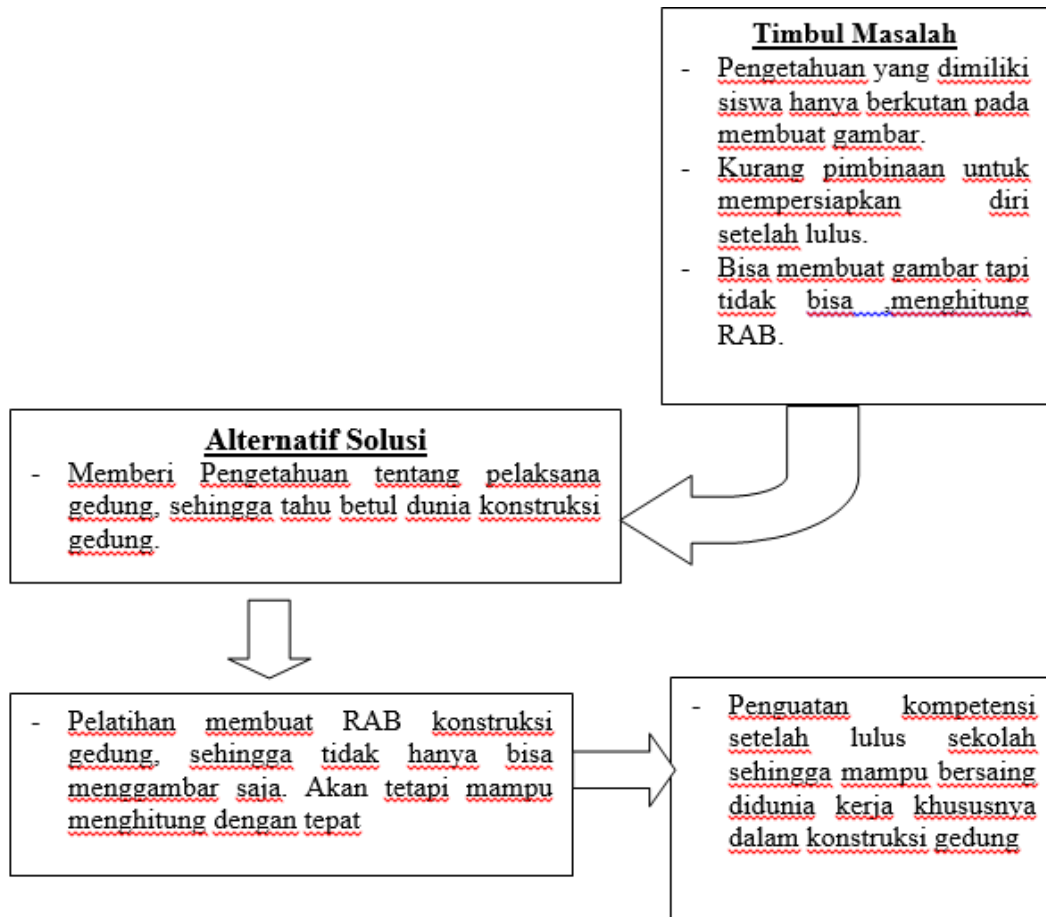 Timbul Masalah
- Pengetahuan yang dimiliki
siswa hanya berkutan pada
membuat gambar.
- Kurang pimbinaan untuk
mempersiapkan diri
setelah lulus.
- Bisa membuat gambar tapi
tidak bisa ,menghitung
RAB.
Alternatif Solusi
- Memberi Pengetahuan tentang pelaksana
gedung, sehingga tahu betul dunia konstruksi
gedung.
- Pelatihan membuat RAB konstruksi
gedung, sehingga tidak hanya bisa
menggambar saja. Akan tetapi mampu
menghitung dengan tepat
- Penguatan kompetensi
setelah lulus sekolah
sehingga mampu bersaing
didunia kerja khususnya
dalam konstruksi gedung